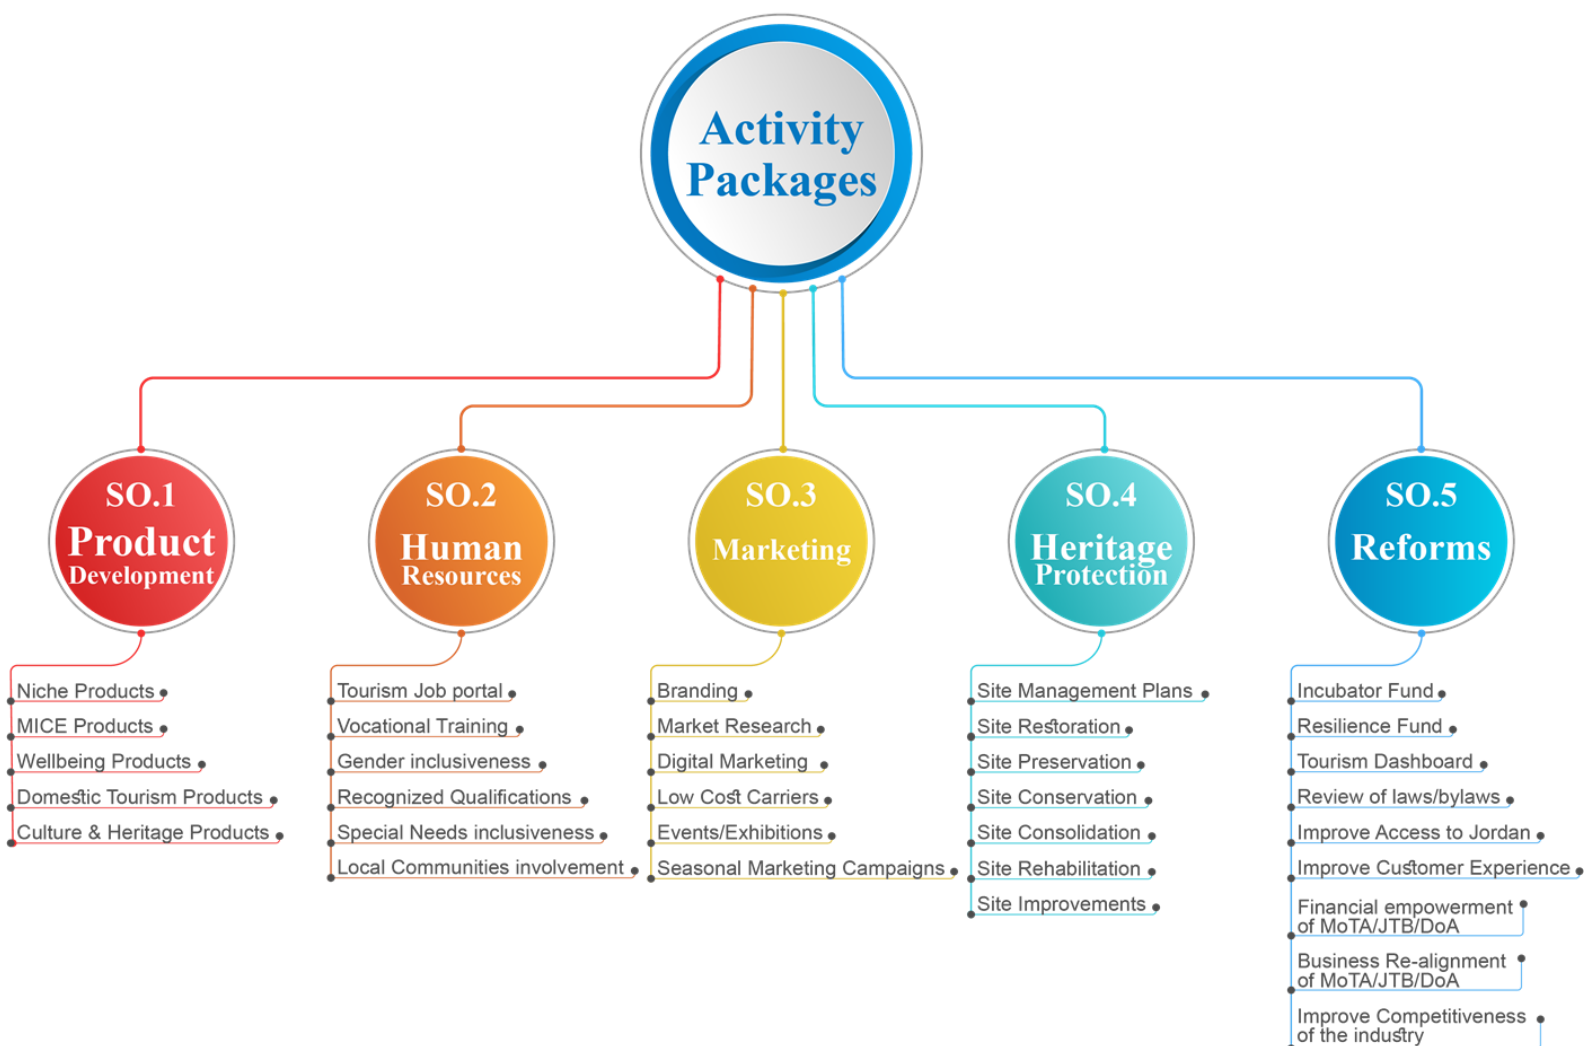 Activity
Packages
SO.1
Product
Development
Niche Products
MICE Products
Wellbeing Products
Domestic Tourism Products
Culture & Heritage Products
SO.2
Human
Resources
Tourism Job portal
Vocational Training
Gender inclusiveness
Recognized Qualifications
Special Needs inclusiveness
Local Communities involvement
SO.3
Marketing
Branding
Market Research
Digital Marketing
Low Cost Carriers
Events/Exhibitions
Seasonal Marketing Campaigns
SO.4
Heritage
Protection
Site Management Plans
Site Restoration
Site Preservation
Site Conservation
Site Consolidation
Site Rehabilitation
Site Improvements
SO.5
Reforms
Incubator Fund
Resilience Fund
Tourism Dashboard
Review of laws/bylaws
Improve Access to Jordan
Improve Customer Experience
Financial empowerment
of MoTA/JTB/DoA
Business Re-alignment
of MoTA/JTB/DoA
Improve Competitiveness
of the industry